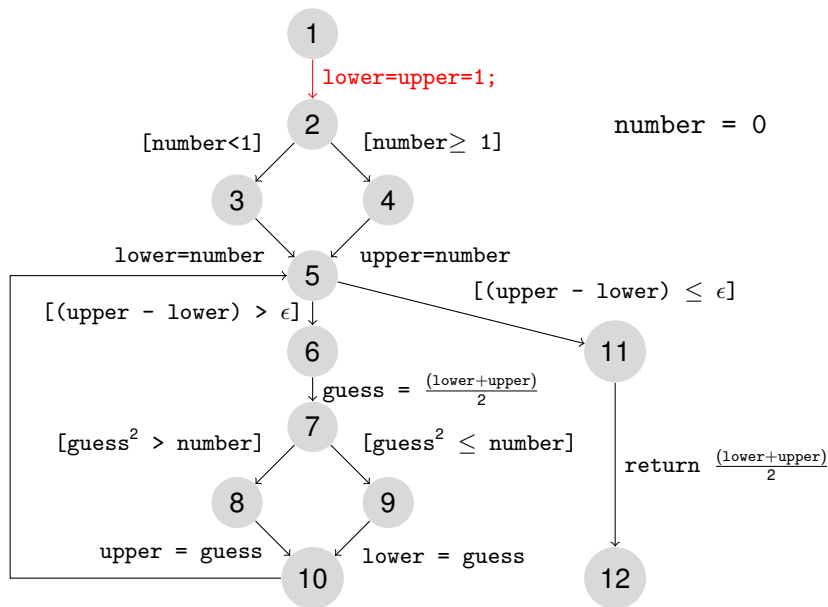 1
lower=upper=1;
2
number = 0
[number<1]
[number≥ 1]
3
4
lower=number
upper=number
5
[(upper - lower) > ϵ]
[(upper - lower) ≤ ϵ]
6
11
guess = (lower+upper)/2
7
[guess² > number]
[guess² ≤ number]
8
9
return (lower+upper)/2
upper = guess
lower = guess
10
12